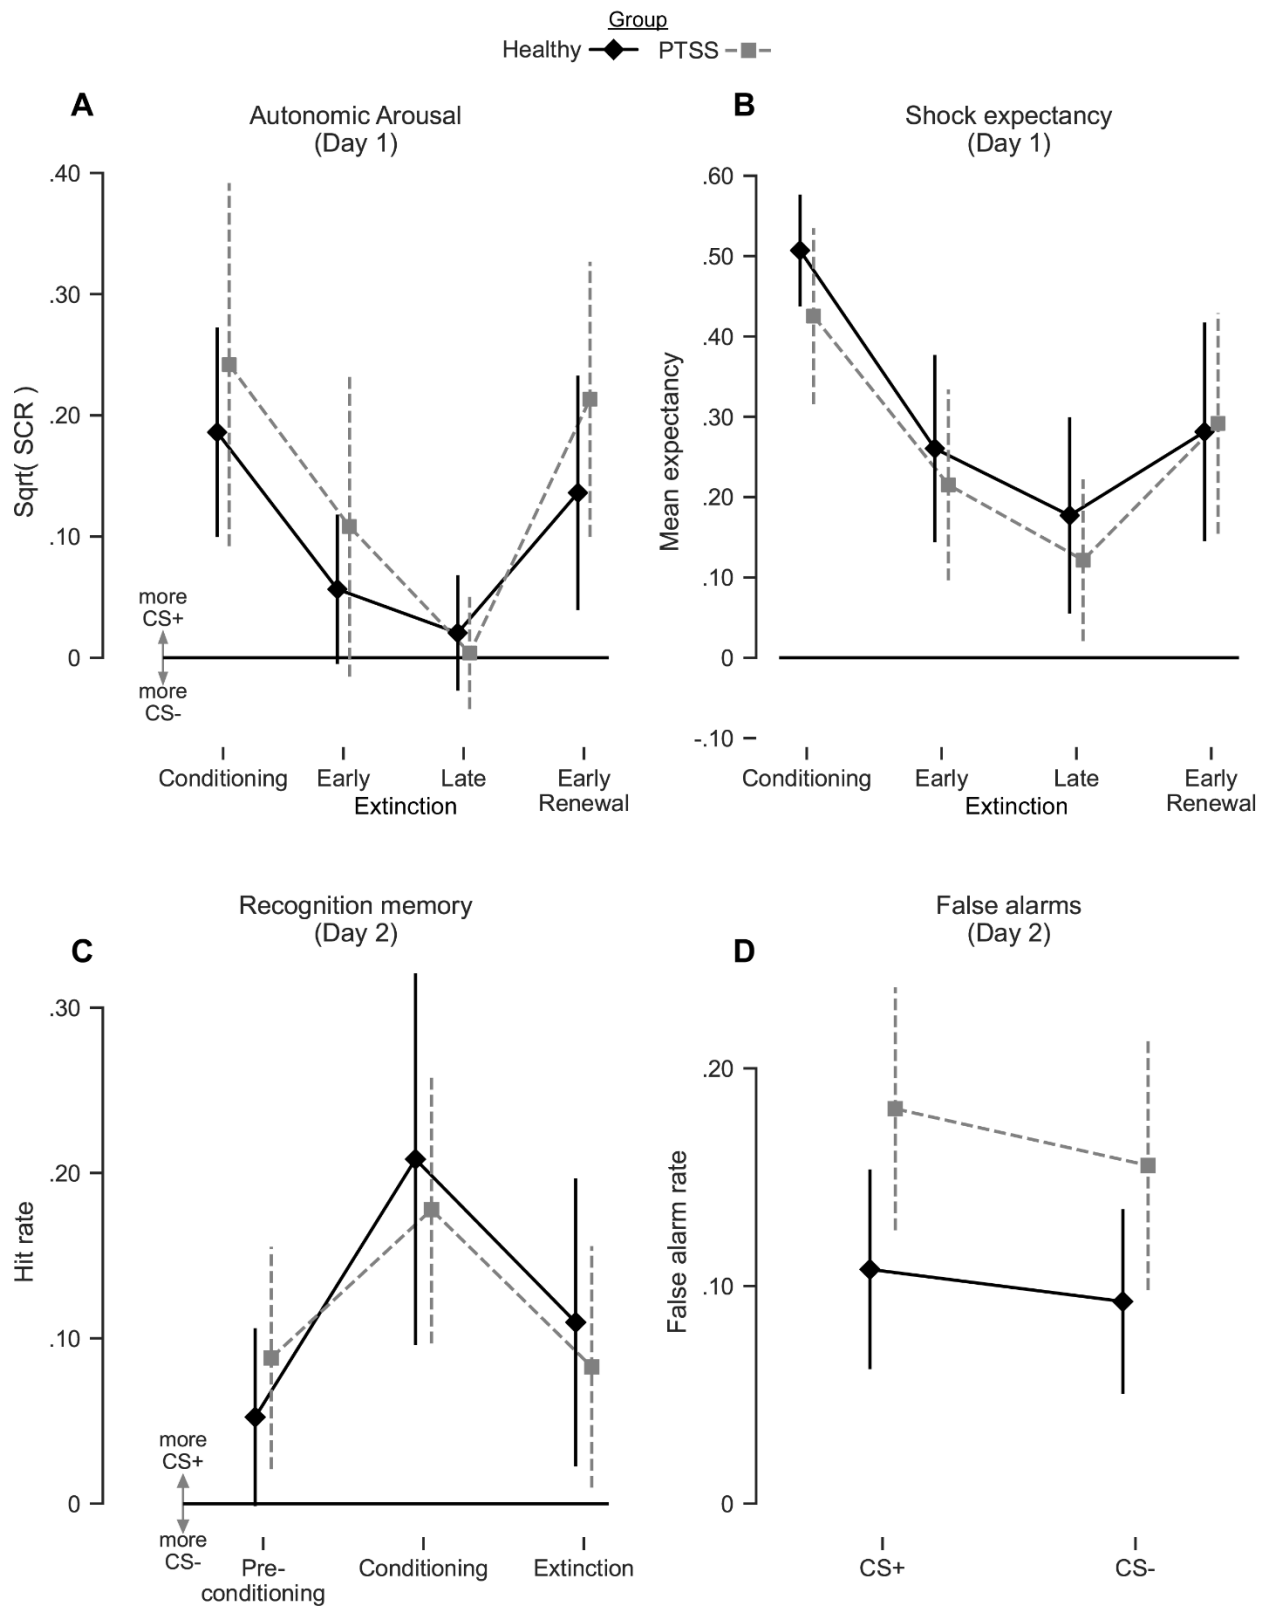 Group
Healthy PTSS
A
Autonomic Arousal
(Day 1)
.40
.30
.20
.10
0
Sqrt( SCR )
more
CS+
more
CS-
Conditioning Early Late Early
Extinction Renewal
B
Shock expectancy
(Day 1)
.60
.50
.40
.30
.20
.10
0
-.10
Mean expectancy
Conditioning Early Late Early
Extinction Renewal
C
Recognition memory
(Day 2)
.30
.20
.10
0
Hit rate
more
CS+
more
CS-
Pre- Conditioning Extinction
conditioning
D
False alarms
(Day 2)
.20
.10
0
False alarm rate
CS+ CS-